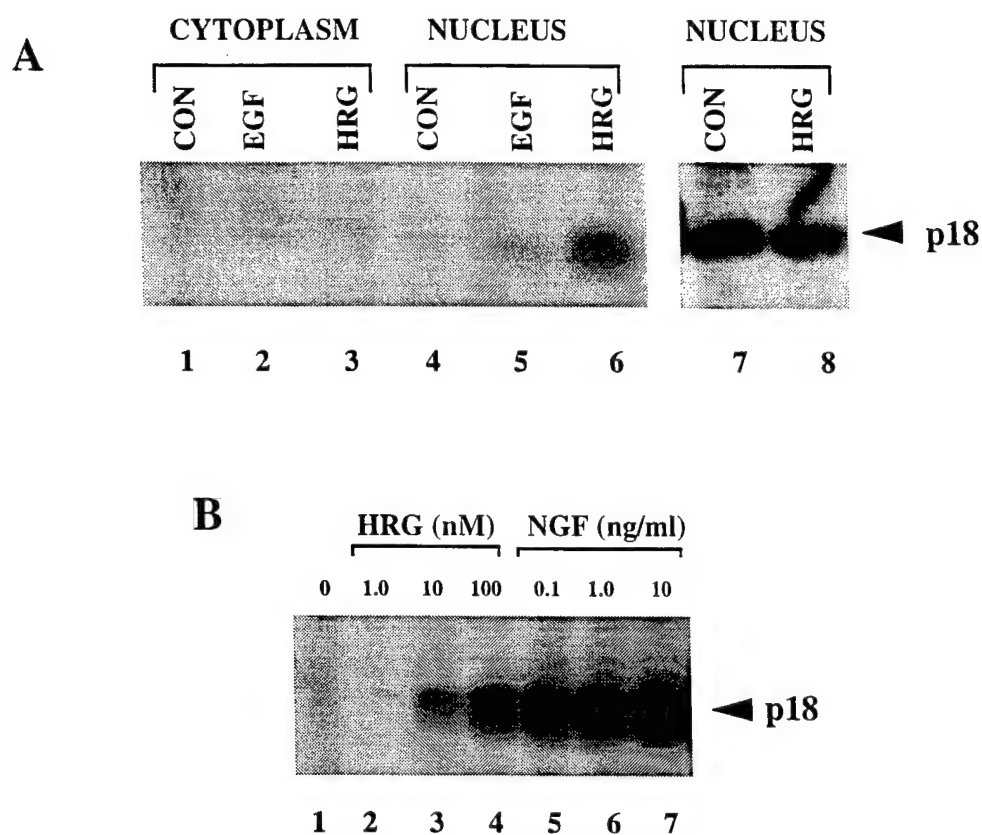 A
CYTOPLASM NUCLEUS NUCLEUS
CON EGF HRG CON EGF HRG CON HRG
p18
1 2 3 4 5 6 7 8
B
HRG (nM) NGF (ng/ml)
0 1.0 10 100 0.1 1.0 10
p18
1 2 3 4 5 6 7